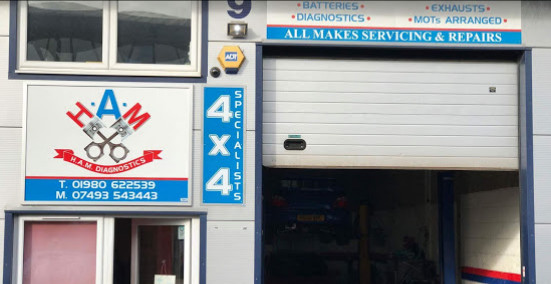 9
• BATTERIES •
• DIAGNOSTICS •
• EXHAUSTS •
• MOTs ARRANGED •
ALL MAKES SERVICING & REPAIRS
ADT
H·A·M
H.A.M. DIAGNOSTICS
T. 01980 622539
M. 07493 543443
4x4
SPECIALISTS